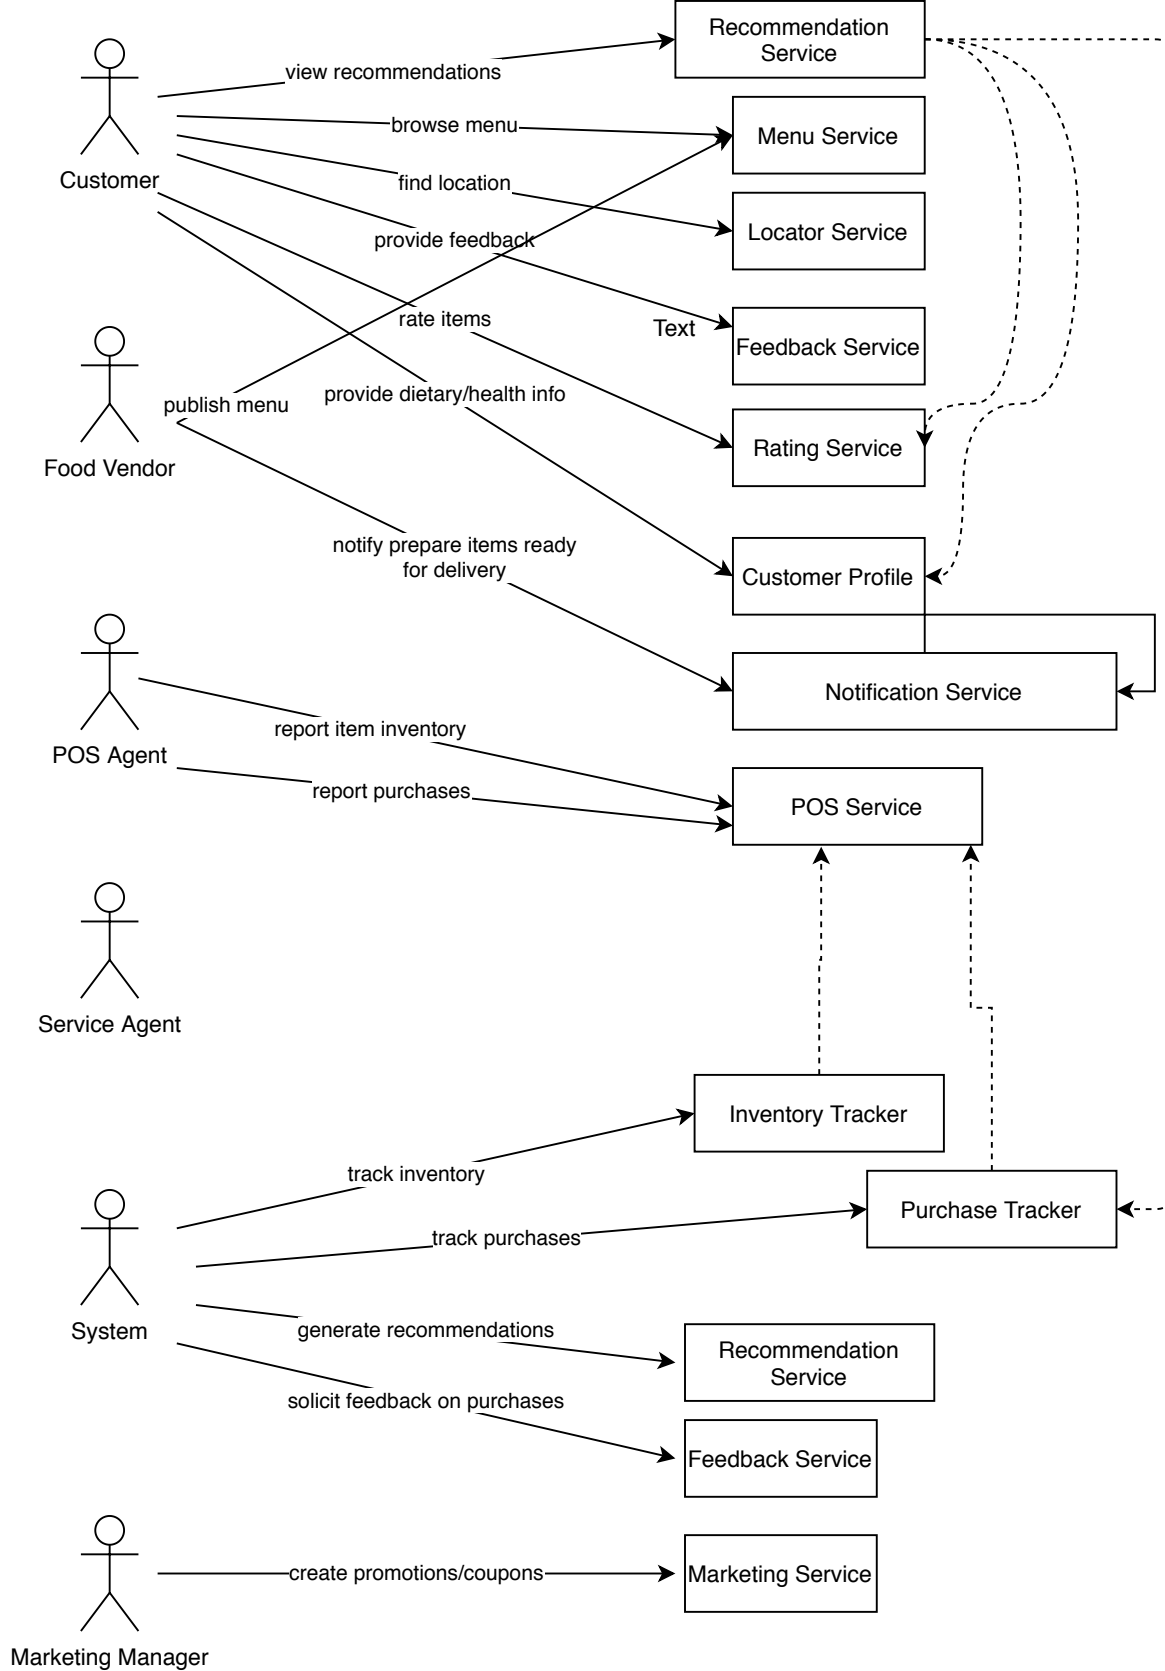 Recommendation
Service
view recommendations
browse menu
Menu Service
Customer
find location
Locator Service
provide feedback
rate items
Text
Feedback Service
provide dietary/health info
publish menu
Rating Service
Food Vendor
notify prepare items ready
for delivery
Customer Profile
Notification Service
report item inventory
POS Agent
report purchases
POS Service
Service Agent
Inventory Tracker
track inventory
Purchase Tracker
track purchases
System
generate recommendations
Recommendation
Service
solicit feedback on purchases
Feedback Service
create promotions/coupons
Marketing Service
Marketing Manager